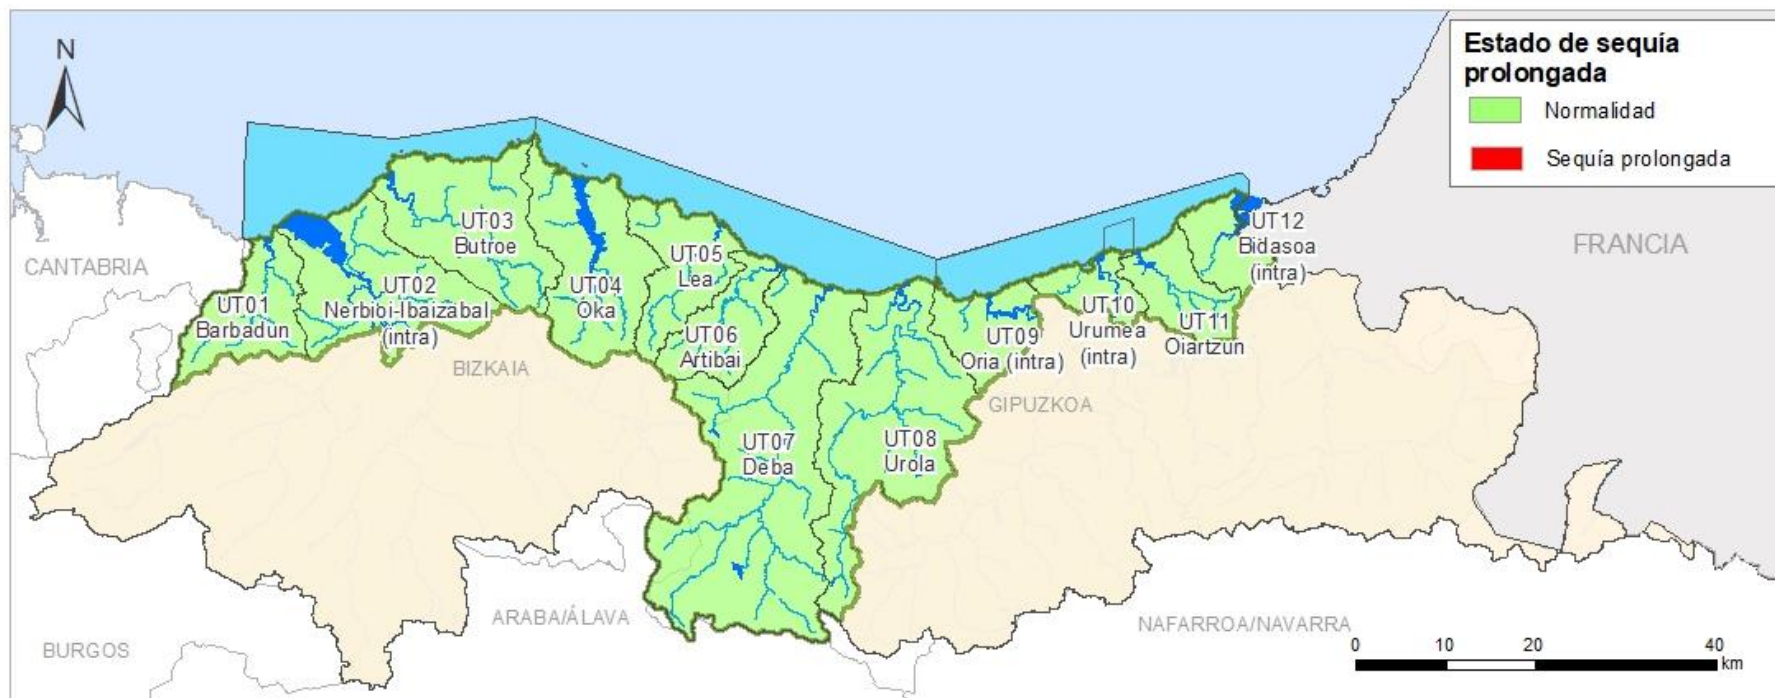 N
Estado de sequía
prolongada
Normalidad
Sequía prolongada
CANTABRIA
FRANCIA
UT01
Barbadun
UT02
Nerbioi-Ibaizabal
(intra)
UT03
Butroe
UT04
Oka
UT05
Lea
UT06
Artibai
UT07
Deba
UT08
Urola
UT09
Oria (intra)
UT10
Urumea
(intra)
UT11
Oiartzun
UT12
Bidasoa
(intra)
BIZKAIA
GIPUZKOA
ARABA/ÁLAVA
NAFARROA/NAVARRA
BURGOS
0 10 20 40
km